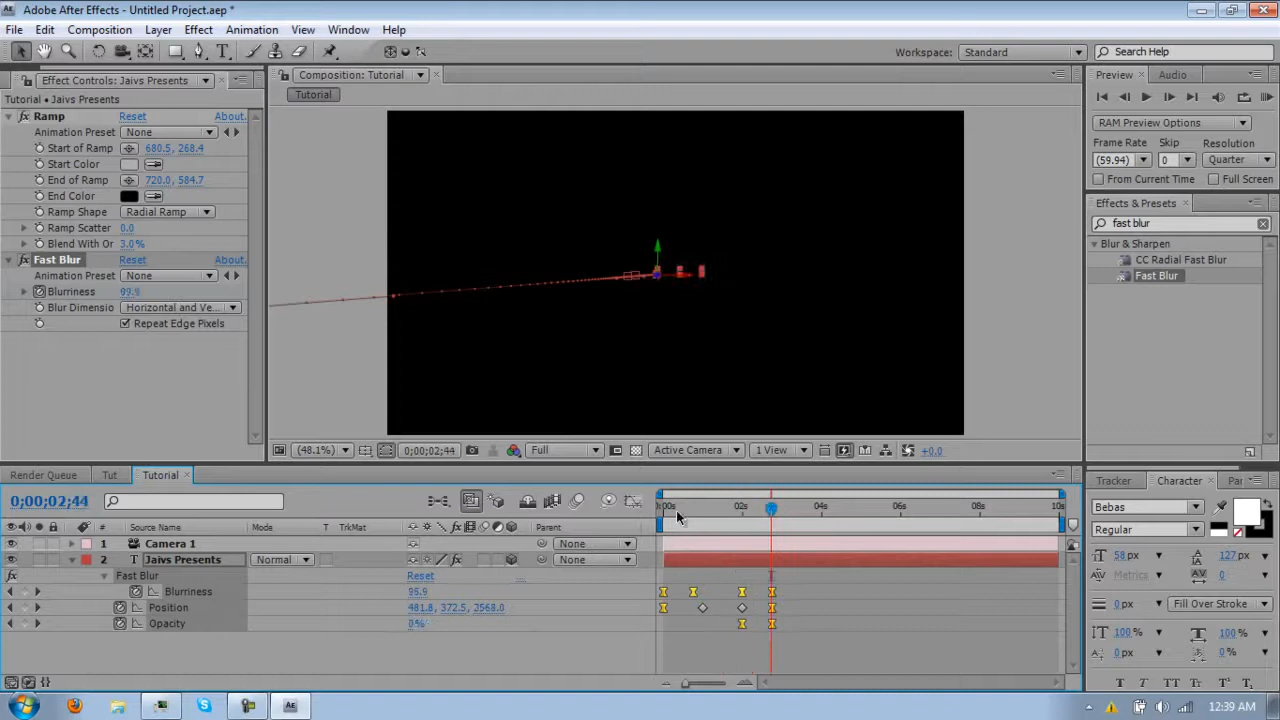 Adobe After Effects - Untitled Project.aep *
File Edit Composition Layer Effect Animation View Window Help
Workspace: Standard Search Help
Effect Controls: Jaivs Presents
Composition: Tutorial
Preview Audio
Tutorial • Jaivs Presents
Tutorial
Ramp Reset About.
Animation Preset None
Start of Ramp 680.5, 268.4
Start Color
End of Ramp 720.0, 584.7
End Color
Ramp Shape Radial Ramp
Ramp Scatter 0.0
Blend With Or 3.0%
Fast Blur Reset About.
Animation Preset None
Blurriness 99.9
Blur Dimensio Horizontal and Ve...
Repeat Edge Pixels
RAM Preview Options
Frame Rate Skip Resolution
(59.94) 0 Quarter
From Current Time Full Screen
Effects & Presets
fast blur
Blur & Sharpen
CC Radial Fast Blur
Fast Blur
(48.1%) 0;00;02;44 Full Active Camera 1 View +0.0
Render Queue Tut Tutorial
0;00;02;44
:00s 02s 04s 06s 08s 10s
# Source Name Mode T TrkMat Parent
1 Camera 1 None
2 T Jaivs Presents Normal None
Fast Blur Reset
Blurriness
Position 481.8, 372.5, 2568.0
Opacity 0%
Tracker Character Par
Bebas
Regular
58 px 127 px
Metrics AV 0
0 px Fill Over Stroke
100 % 100 %
0 px 0 %
T T TT Tt T T
12:39 AM